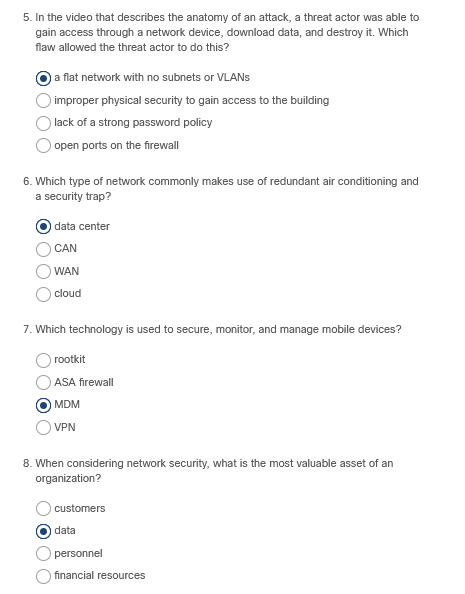 5. In the video that describes the anatomy of an attack, a threat actor was able to
gain access through a network device, download data, and destroy it. Which
flaw allowed the threat actor to do this?
a flat network with no subnets or VLANs
improper physical security to gain access to the building
lack of a strong password policy
open ports on the firewall
6. Which type of network commonly makes use of redundant air conditioning and
a security trap?
data center
CAN
WAN
cloud
7. Which technology is used to secure, monitor, and manage mobile devices?
rootkit
ASA firewall
MDM
VPN
8. When considering network security, what is the most valuable asset of an
organization?
customers
data
personnel
financial resources